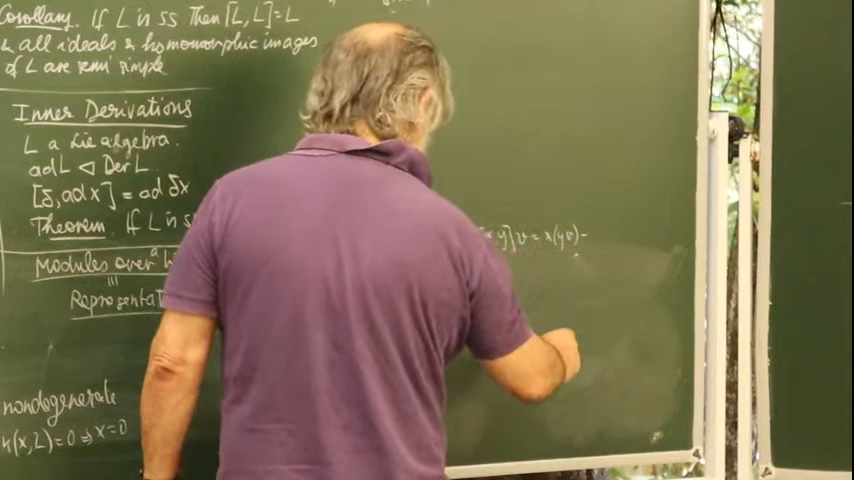 Corollary. If L is ss Then [L, L] = L
& all ideals & homomorphic images
of L are semi simple
Inner Derivations
L a Lie algebra.
ad L ◁ Der L.
[δ, ad x] = ad δx
Theorem. If L is s
Modules over a
≡
Representat
nondegenerate
κ(x, L) = 0 ⇒ x = 0
y]v = x(yv) -